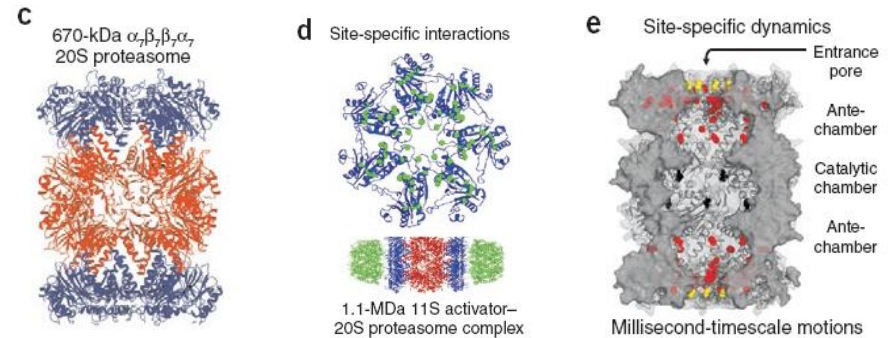 c
670-kDa α₇β₇β₇α₇
20S proteasome
d
Site-specific interactions
1.1-MDa 11S activator–
20S proteasome complex
e
Site-specific dynamics
Entrance
pore
Ante-
chamber
Catalytic
chamber
Ante-
chamber
Millisecond-timescale motions